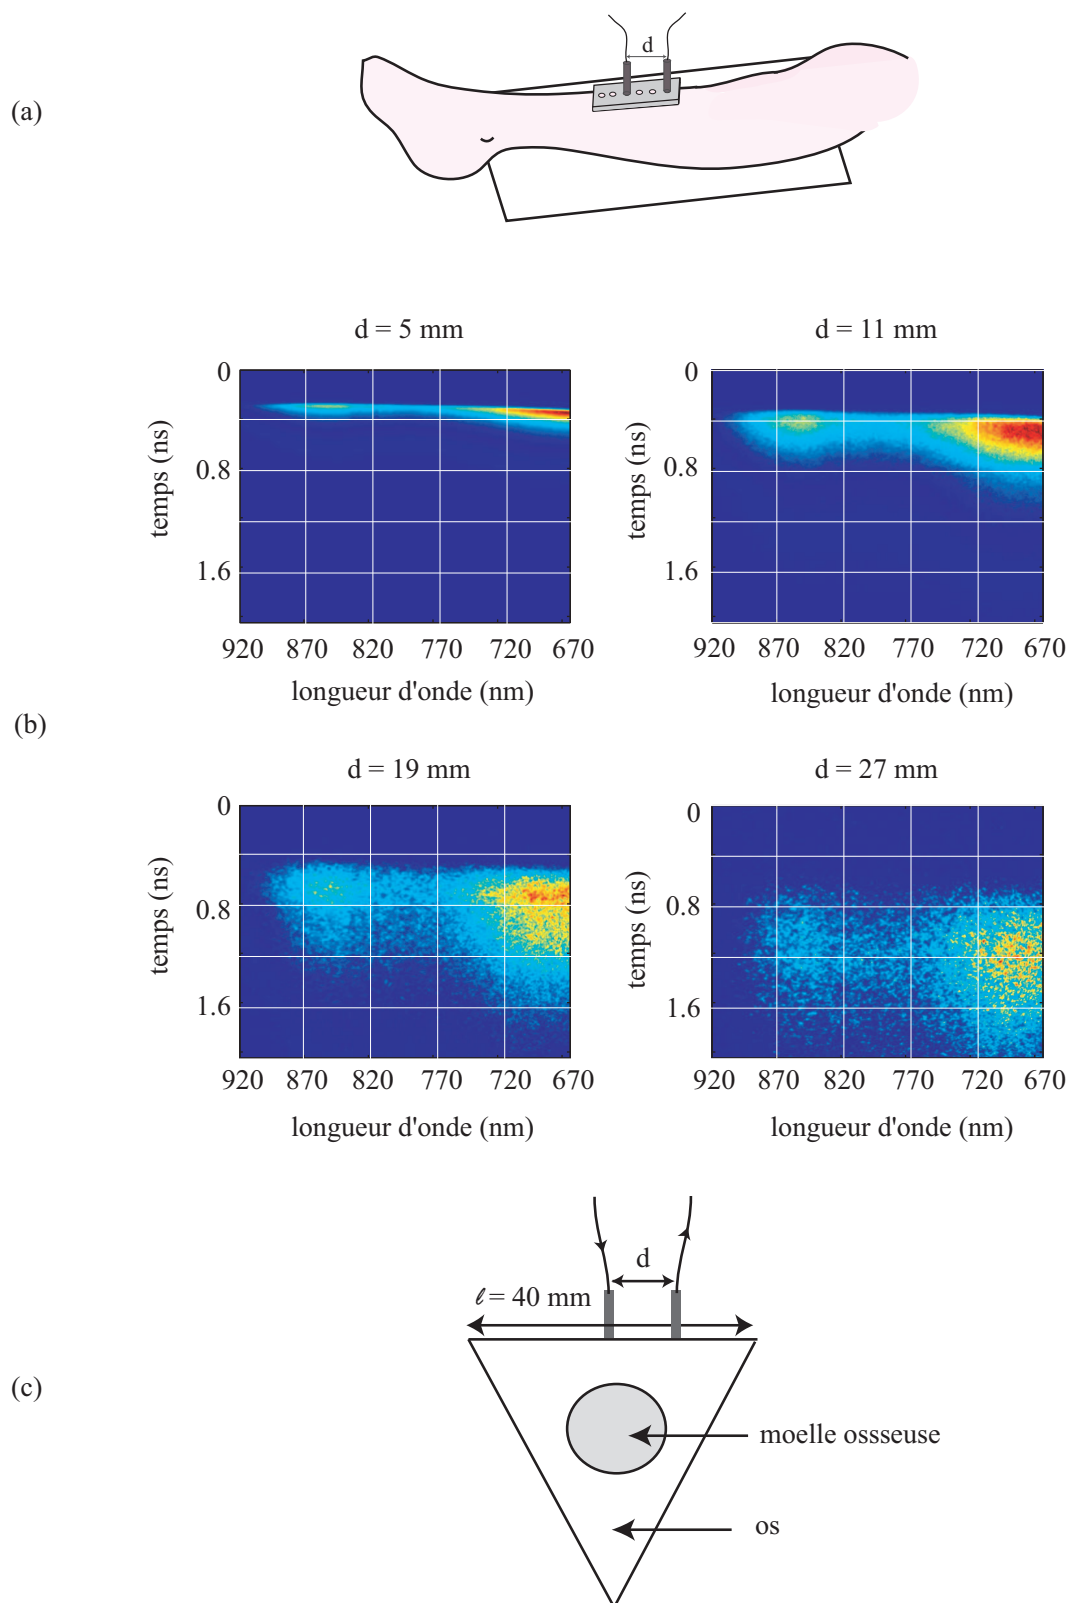 (a)
d
d = 5 mm
d = 11 mm
temps (ns)
0
0.8
1.6
920 870 820 770 720 670
longueur d'onde (nm)
temps (ns)
0
0.8
1.6
920 870 820 770 720 670
longueur d'onde (nm)
(b)
d = 19 mm
d = 27 mm
temps (ns)
0
0.8
1.6
920 870 820 770 720 670
longueur d'onde (nm)
temps (ns)
0
0.8
1.6
920 870 820 770 720 670
longueur d'onde (nm)
(c)
d
ℓ = 40 mm
moelle ossseuse
os